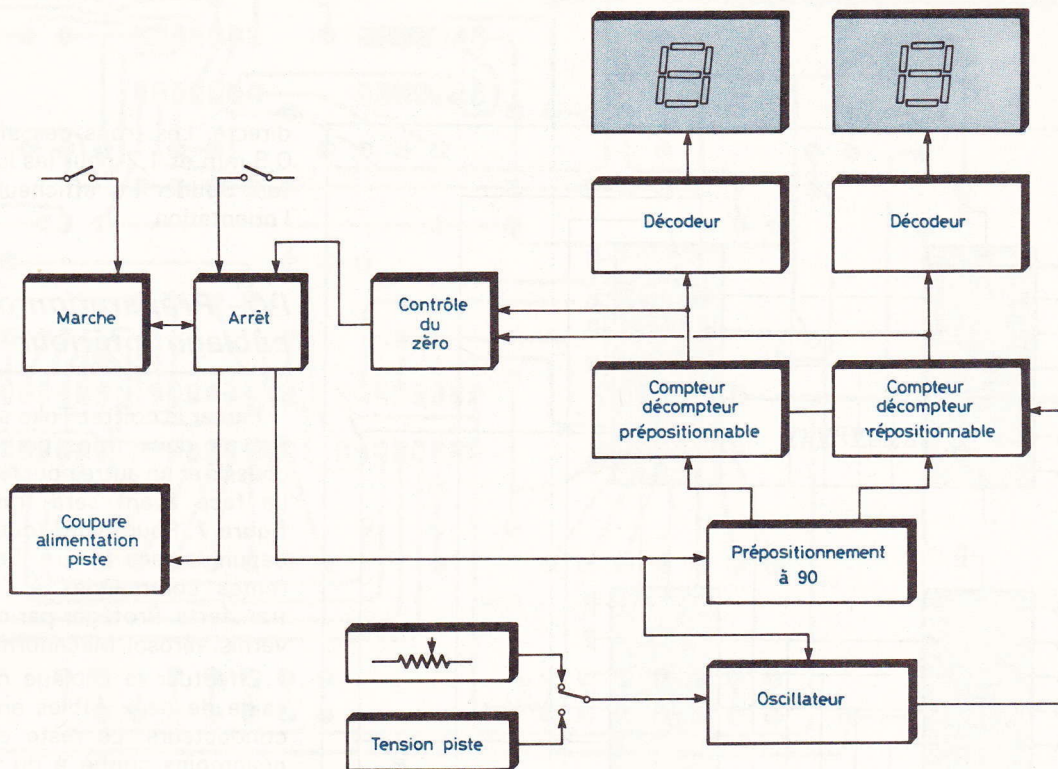 Décodeur
Décodeur
Marche
Arrêt
Contrôle
du
zéro
Compteur
décompteur
prépositionnable
Compteur
décompteur
prépositionnable
Coupure
alimentation
piste
Prépositionnement
à 90
Oscillateur
Tension piste